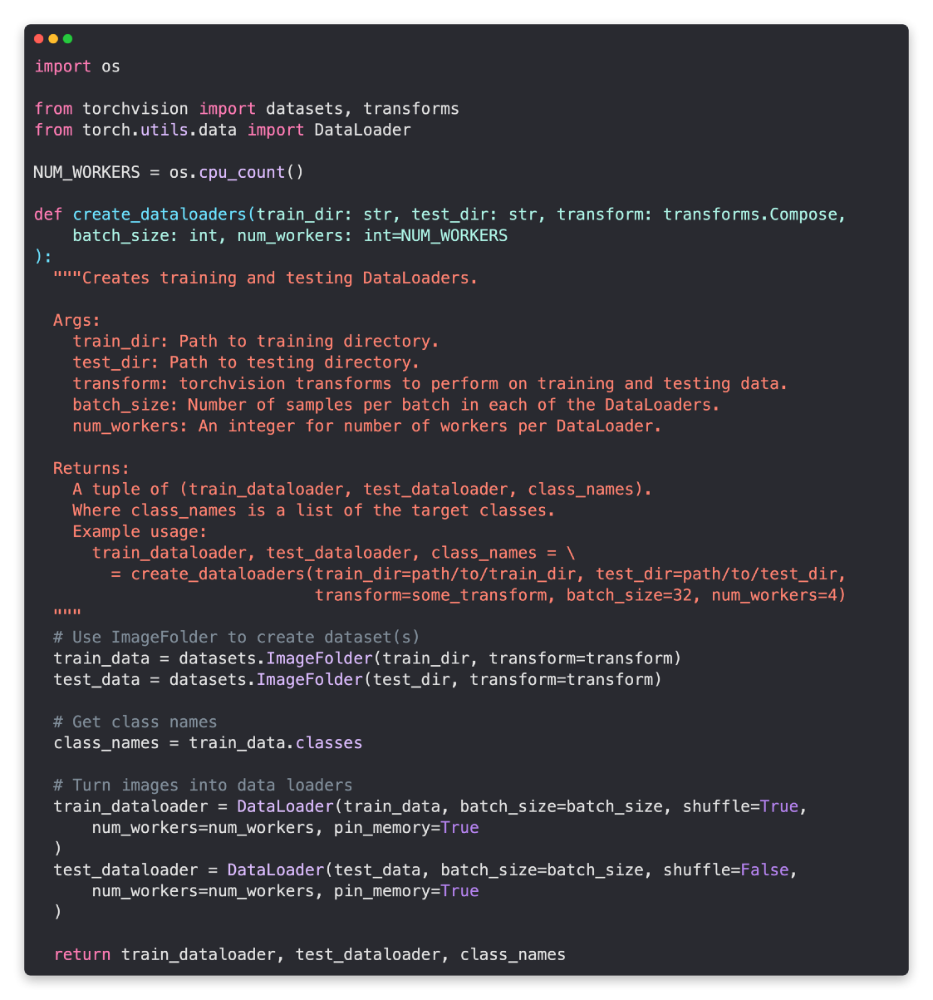 import os

from torchvision import datasets, transforms
from torch.utils.data import DataLoader

NUM_WORKERS = os.cpu_count()

def create_dataloaders(train_dir: str, test_dir: str, transform: transforms.Compose,
    batch_size: int, num_workers: int=NUM_WORKERS
):
  """Creates training and testing DataLoaders.

  Args:
    train_dir: Path to training directory.
    test_dir: Path to testing directory.
    transform: torchvision transforms to perform on training and testing data.
    batch_size: Number of samples per batch in each of the DataLoaders.
    num_workers: An integer for number of workers per DataLoader.

  Returns:
    A tuple of (train_dataloader, test_dataloader, class_names).
    Where class_names is a list of the target classes.
    Example usage:
      train_dataloader, test_dataloader, class_names = \
        = create_dataloaders(train_dir=path/to/train_dir, test_dir=path/to/test_dir,
                             transform=some_transform, batch_size=32, num_workers=4)
  """
  # Use ImageFolder to create dataset(s)
  train_data = datasets.ImageFolder(train_dir, transform=transform)
  test_data = datasets.ImageFolder(test_dir, transform=transform)

  # Get class names
  class_names = train_data.classes

  # Turn images into data loaders
  train_dataloader = DataLoader(train_data, batch_size=batch_size, shuffle=True,
      num_workers=num_workers, pin_memory=True
  )
  test_dataloader = DataLoader(test_data, batch_size=batch_size, shuffle=False,
      num_workers=num_workers, pin_memory=True
  )

  return train_dataloader, test_dataloader, class_names